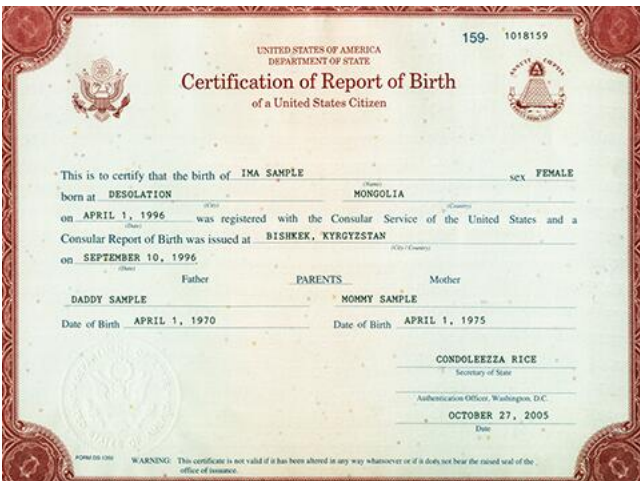 159- 1018159
ANNUIT COEPTIS
UNITED STATES OF AMERICA
DEPARTMENT OF STATE
Certification of Report of Birth
of a United States Citizen
This is to certify that the birth of IMA SAMPLE sex FEMALE
(Name)
born at DESOLATION MONGOLIA
(City) (Country)
on APRIL 1, 1996 was registered with the Consular Service of the United States and a
(Date)
Consular Report of Birth was issued at BISHKEK, KYRGYZSTAN
(City / Country)
on SEPTEMBER 10, 1996
(Date)
Father PARENTS Mother
DADDY SAMPLE MOMMY SAMPLE
Date of Birth APRIL 1, 1970 Date of Birth APRIL 1, 1975
CONDOLEEZZA RICE
Secretary of State
Authentication Officer, Washington, D.C.
OCTOBER 27, 2005
Date
FORM DS-1350 WARNING: This certificate is not valid if it has been altered in any way whatsoever or if it does not bear the raised seal of the
office of issuance.